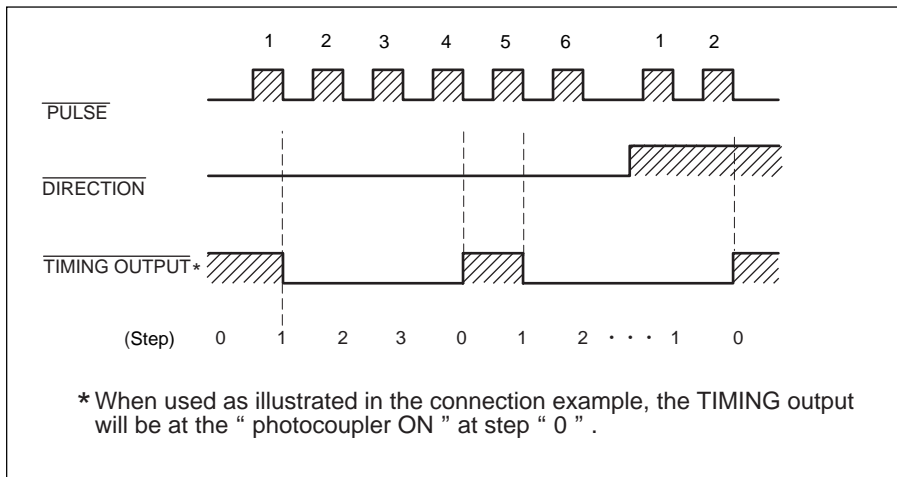 1 2 3 4 5 6 1 2
PULSE
DIRECTION
TIMING OUTPUT *
(Step) 0 1 2 3 0 1 2 · · · 1 0
* When used as illustrated in the connection example, the TIMING output
will be at the “ photocoupler ON ” at step “ 0 ” .